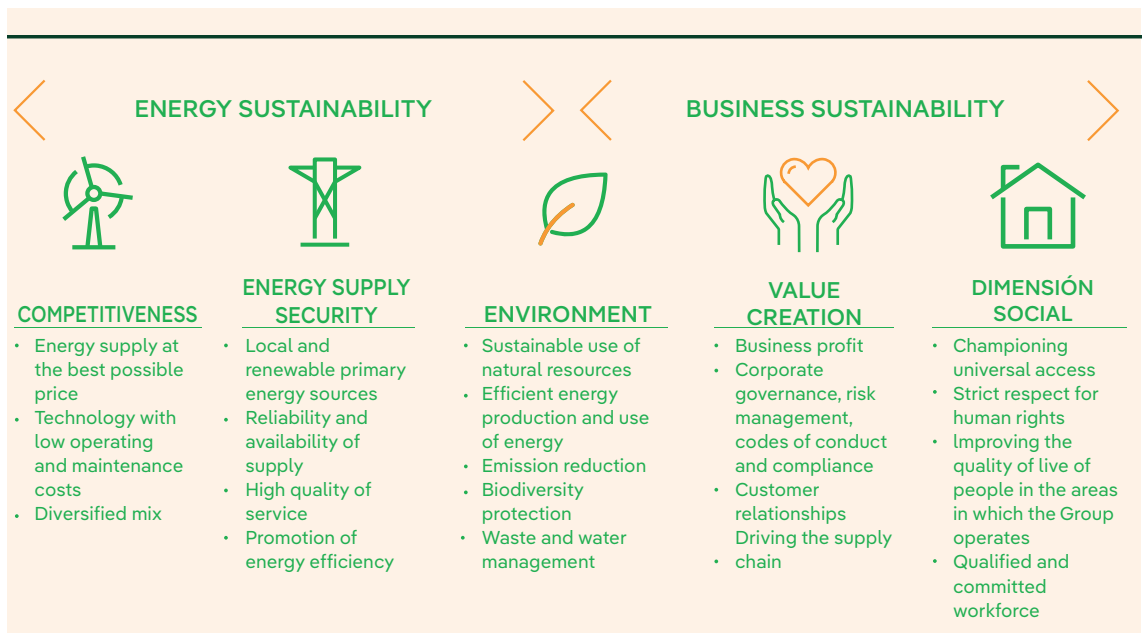 ENERGY SUSTAINABILITY
BUSINESS SUSTAINABILITY
COMPETITIVENESS
• Energy supply at
the best possible
price
• Technology with
low operating
and maintenance
costs
• Diversified mix
ENERGY SUPPLY
SECURITY
• Local and
renewable primary
energy sources
• Reliability and
availability of
supply
• High quality of
service
• Promotion of
energy efficiency
ENVIRONMENT
• Sustainable use of
natural resources
• Efficient energy
production and use
of energy
• Emission reduction
• Biodiversity
protection
• Waste and water
management
VALUE
CREATION
• Business profit
• Corporate
governance, risk
management,
codes of conduct
and compliance
• Customer
relationships
Driving the supply
• chain
DIMENSIÓN
SOCIAL
• Championing
universal access
• Strict respect for
human rights
• Improving the
quality of live of
people in the areas
in which the Group
operates
• Qualified and
committed
workforce